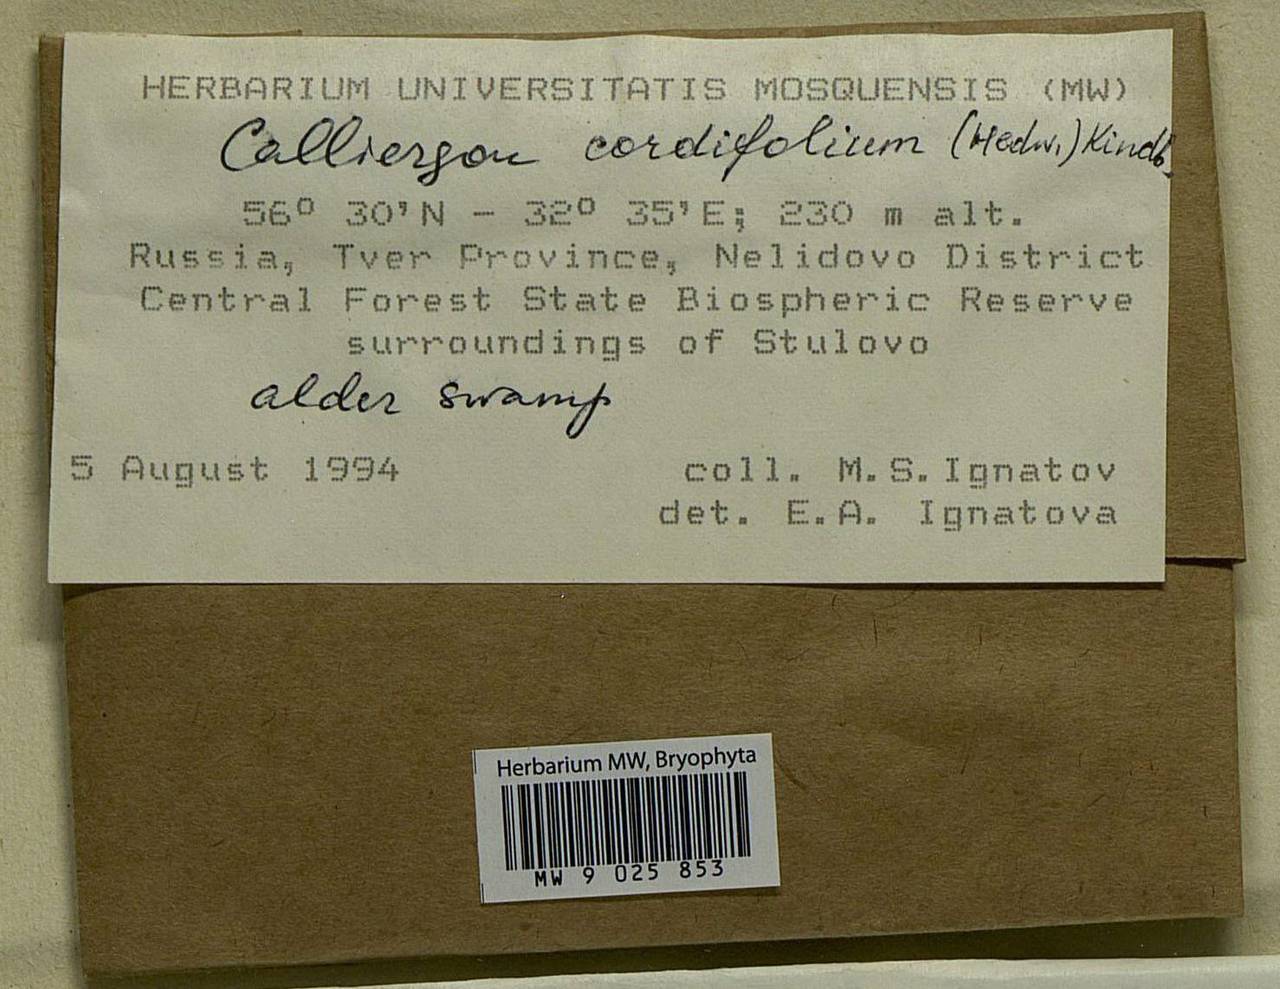 HERBARIUM UNIVERSITATIS MOSQUENSIS (MW)
Calliergon cordifolium (Hedw.) Kindb.
56º 30'N - 32º 35'E; 230 m alt.
Russia, Tver Province, Nelidovo District
Central Forest State Biospheric Reserve
surroundings of Stulovo
alder swamp
5 August 1994 coll. M.S.Ignatov
det. E.A. Ignatova
Herbarium MW, Bryophyta
MW 9 025 853